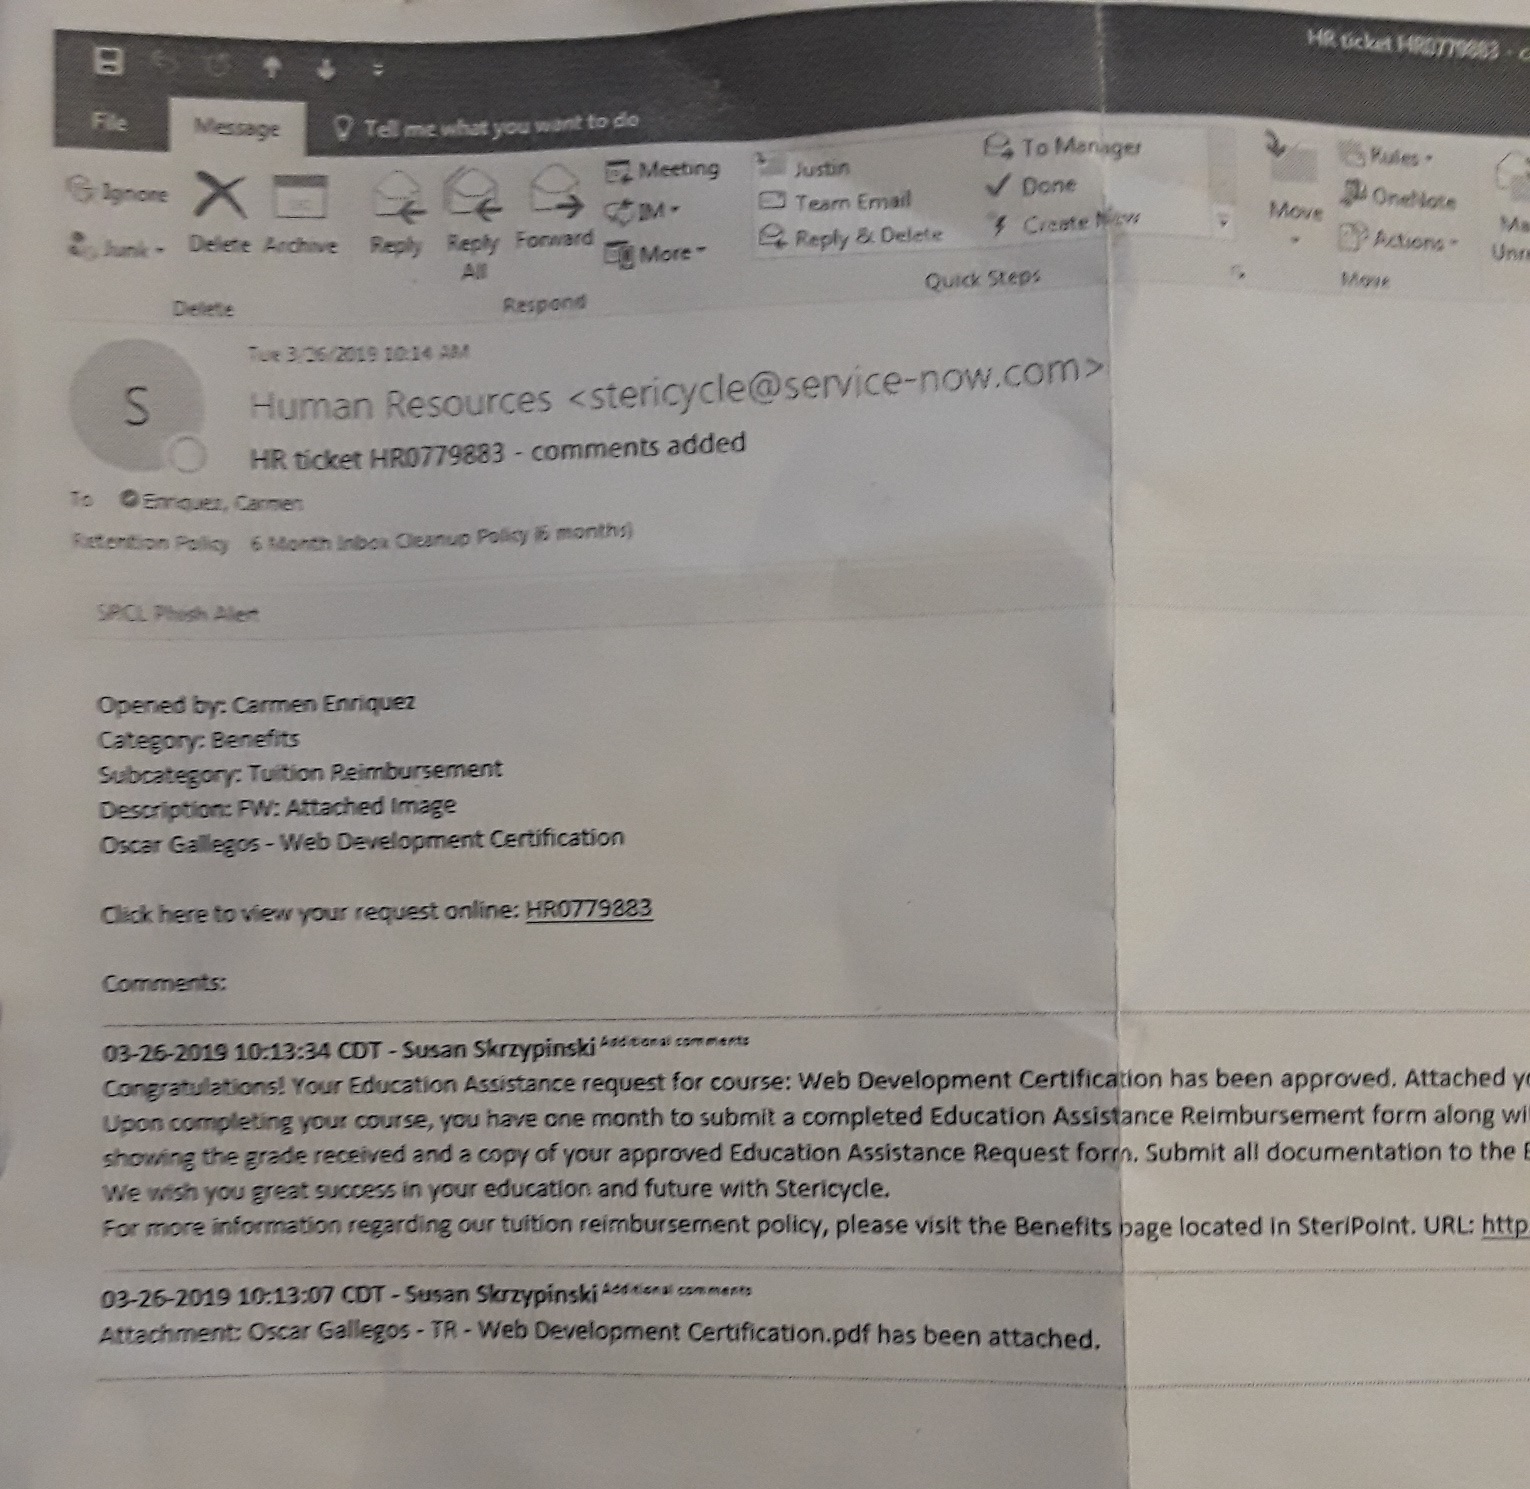 HR ticket HR0779883 - c
File Message Tell me what you want to do
Ignore
Junk
Delete Archive
Reply Reply All Forward
Meeting
IM
More
Justin
Team Email
Reply & Delete
To Manager
Done
Create New
Move
Rules
OneNote
Actions
Ma
Unr
Delete Respond Quick Steps Move
Tue 3/26/2019 10:14 AM
S
Human Resources <stericycle@service-now.com>
HR ticket HR0779883 - comments added
To Enriquez, Carmen
Retention Policy 6 Month Inbox Cleanup Policy (6 months)
SRCL Phish Alert
Opened by: Carmen Enriquez
Category: Benefits
Subcategory: Tuition Reimbursement
Description: FW: Attached Image
Oscar Gallegos - Web Development Certification
Click here to view your request online: HR0779883
Comments:
03-26-2019 10:13:34 CDT - Susan Skrzypinski Additional comments
Congratulations! Your Education Assistance request for course: Web Development Certification has been approved. Attached yo
Upon completing your course, you have one month to submit a completed Education Assistance Reimbursement form along wi
showing the grade received and a copy of your approved Education Assistance Request form. Submit all documentation to the
We wish you great success in your education and future with Stericycle.
For more information regarding our tuition reimbursement policy, please visit the Benefits page located in SteriPoint. URL: http
03-26-2019 10:13:07 CDT - Susan Skrzypinski Additional comments
Attachment: Oscar Gallegos - TR - Web Development Certification.pdf has been attached.